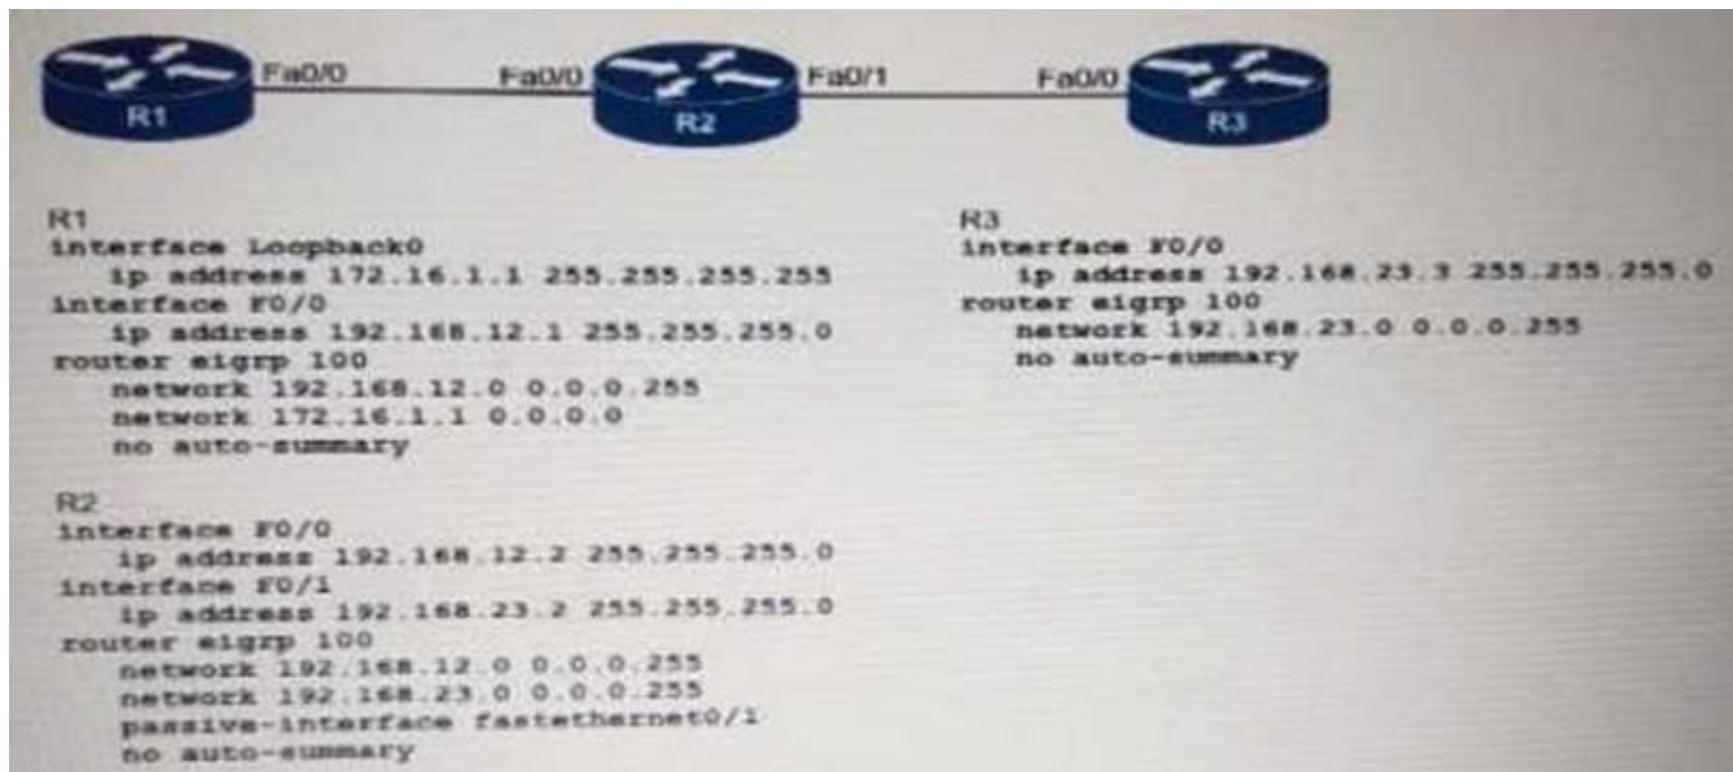 Fa0/0
Fa0/0
Fa0/1
Fa0/0
R1
R2
R3
R1
interface Loopback0
ip address 172.16.1.1 255.255.255.255
interface F0/0
ip address 192.168.12.1 255.255.255.0
router eigrp 100
network 192.168.12.0 0.0.0.255
network 172.16.1.1 0.0.0.0
no auto-summary
R2
interface F0/0
ip address 192.168.12.2 255.255.255.0
interface F0/1
ip address 192.168.23.2 255.255.255.0
router eigrp 100
network 192.168.12.0 0.0.0.255
network 192.168.23.0 0.0.0.255
passive-interface fastethernet0/1
no auto-summary
R3
interface F0/0
ip address 192.168.23.3 255.255.255.0
router eigrp 100
network 192.168.23.0 0.0.0.255
no auto-summary